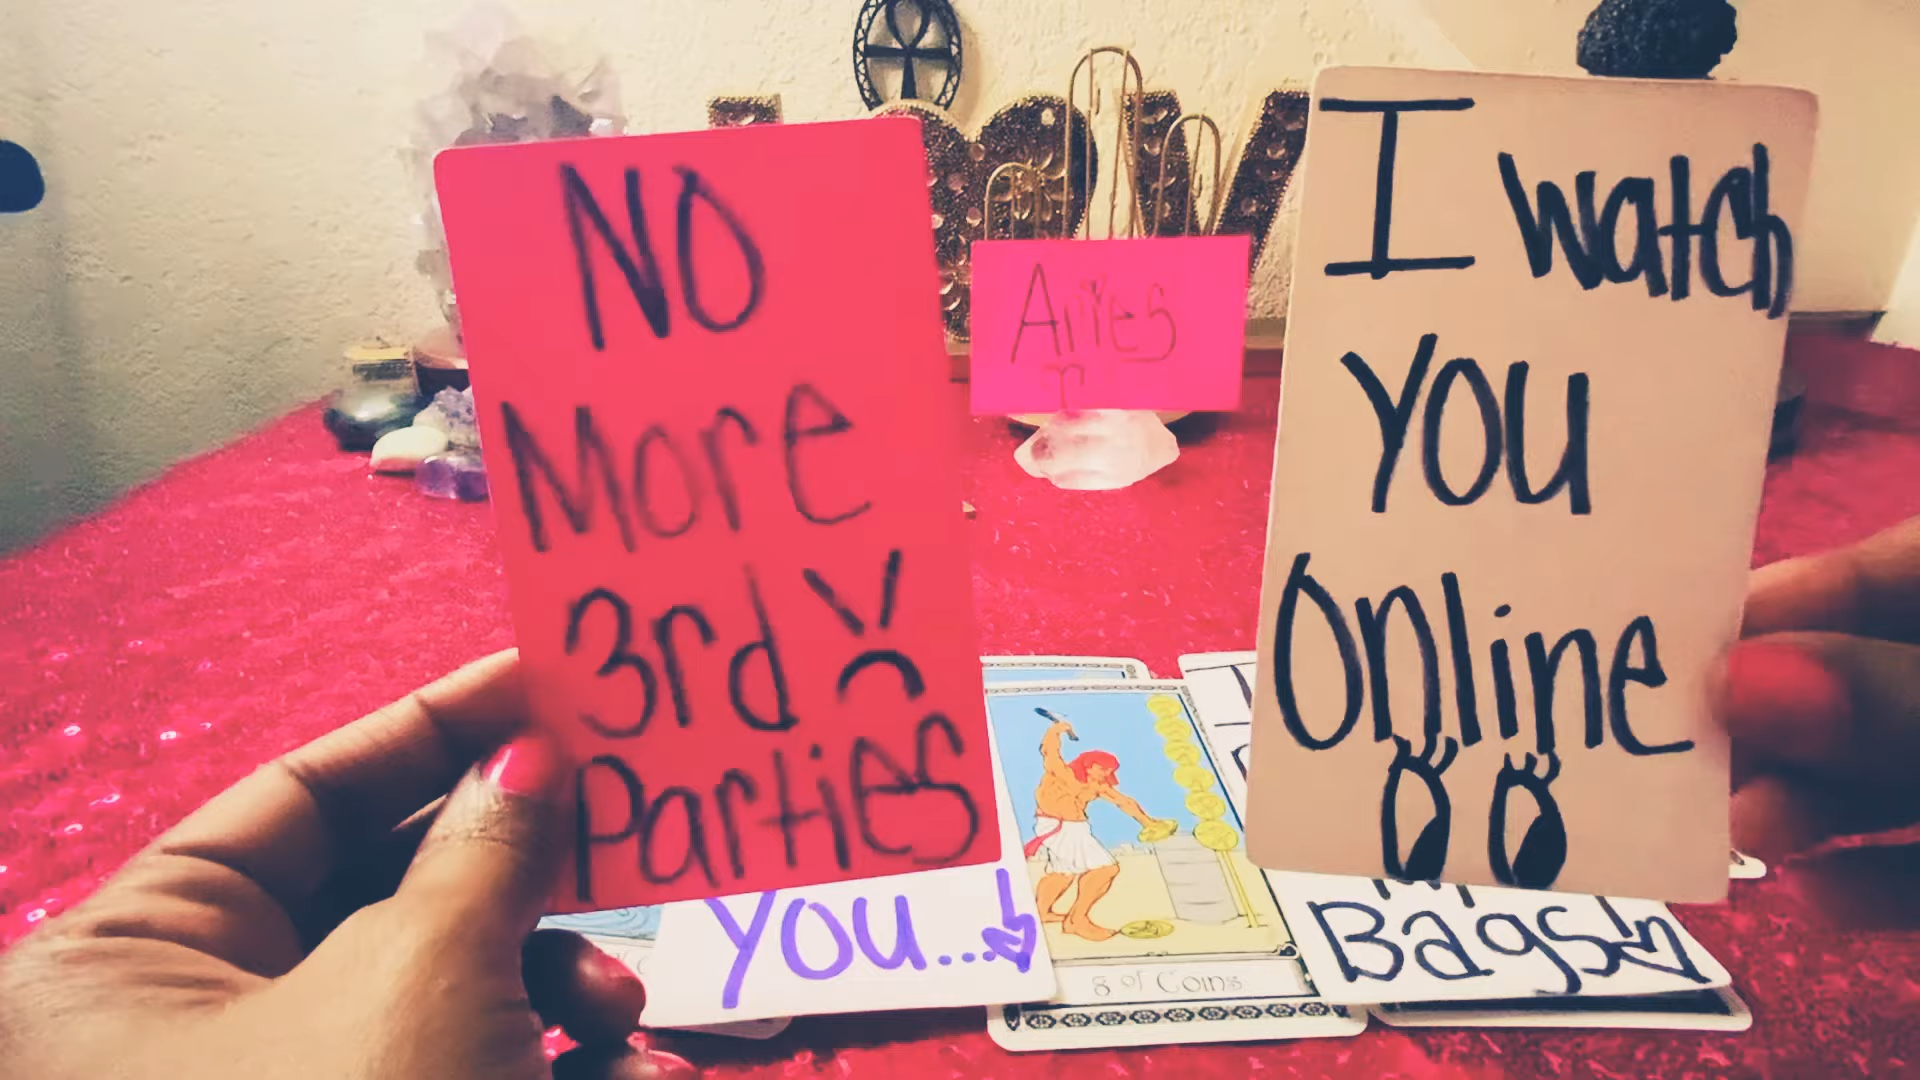 NO
More
3rd
Parties
I watch
You
Online
Aries
r
You...
8 of Coins
Bags!